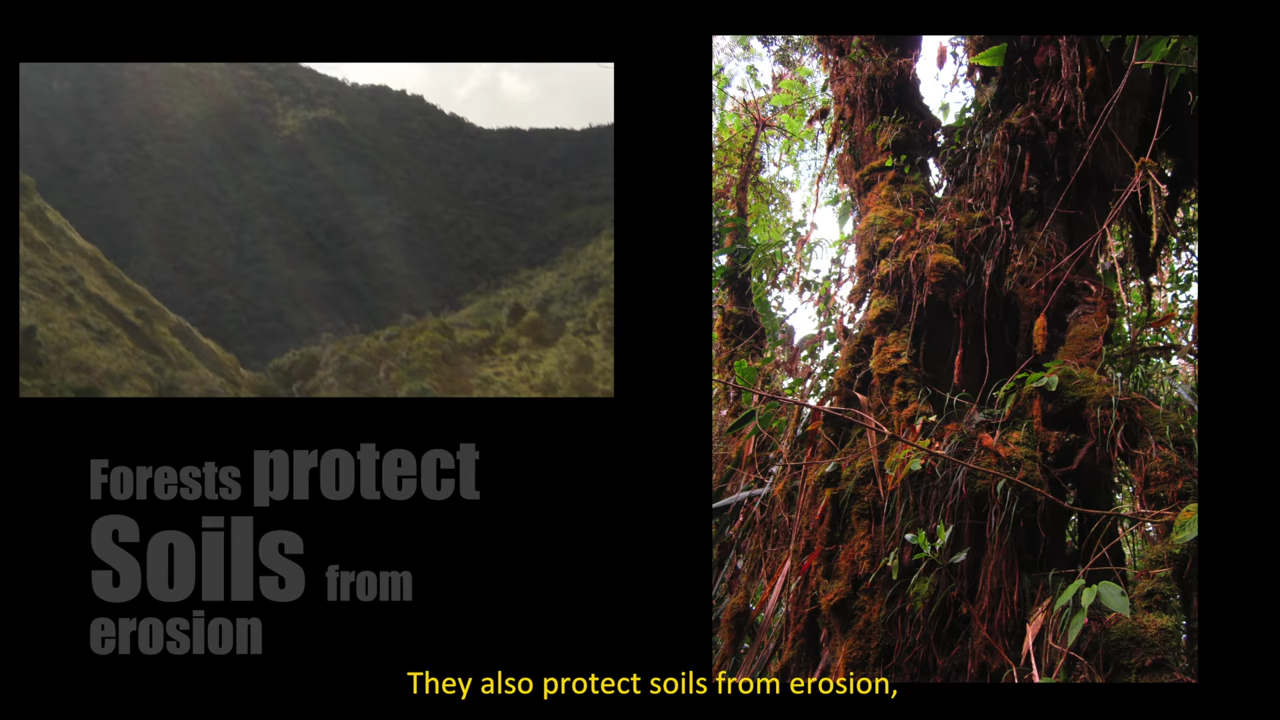 Forests protect
Soils from
erosion
They also protect soils from erosion,